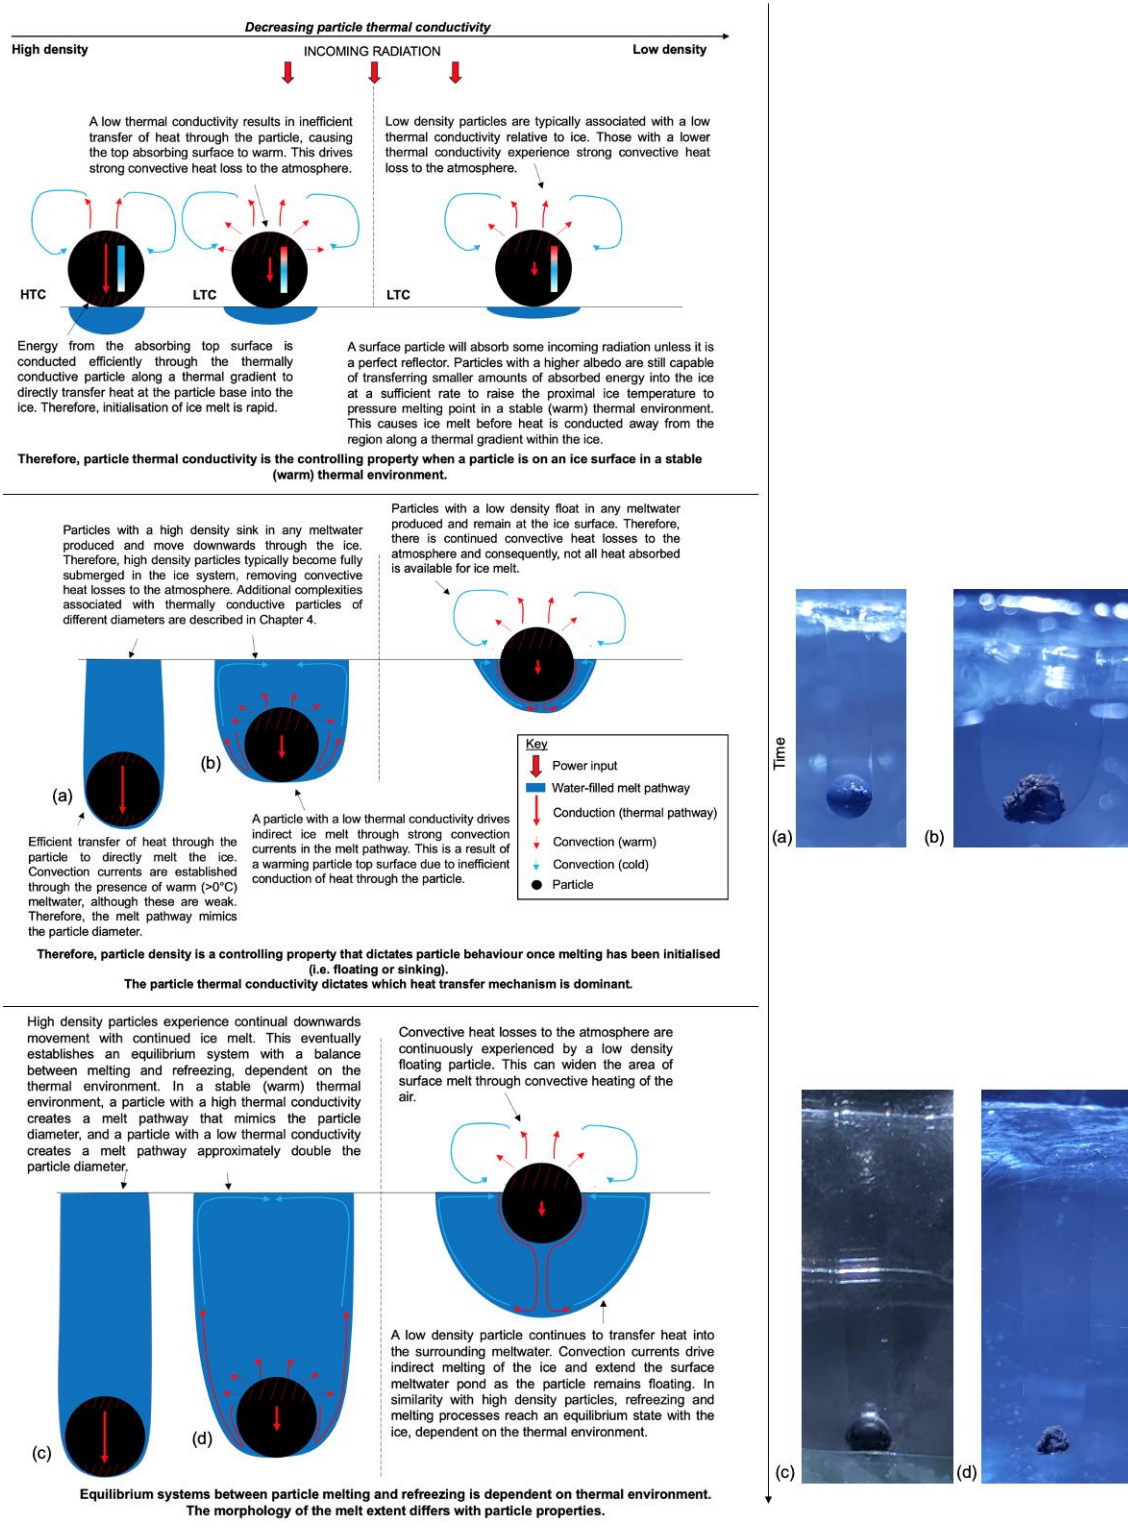 Decreasing particle thermal conductivity
High density
INCOMING RADIATION
Low density
A low thermal conductivity results in inefficient
transfer of heat through the particle, causing
the top absorbing surface to warm. This drives
strong convective heat loss to the atmosphere.
Low density particles are typically associated with a low
thermal conductivity relative to ice. Those with a lower
thermal conductivity experience strong convective heat
loss to the atmosphere.
HTC
LTC
LTC
Energy from the absorbing top surface is
conducted efficiently through the thermally
conductive particle along a thermal gradient to
directly transfer heat at the particle base into the
ice. Therefore, initialisation of ice melt is rapid.
A surface particle will absorb some incoming radiation unless it is
a perfect reflector. Particles with a higher albedo are still capable
of transferring smaller amounts of absorbed energy into the ice
at a sufficient rate to raise the proximal ice temperature to
pressure melting point in a stable (warm) thermal environment.
This causes ice melt before heat is conducted away from the
region along a thermal gradient within the ice.
Therefore, particle thermal conductivity is the controlling property when a particle is on an ice surface in a stable
(warm) thermal environment.
Particles with a high density sink in any meltwater
produced and move downwards through the ice.
Therefore, high density particles typically become fully
submerged in the ice system, removing convective
heat losses to the atmosphere. Additional complexities
associated with thermally conductive particles of
different diameters are described in Chapter 4.
Particles with a low density float in any meltwater
produced and remain at the ice surface. Therefore,
there is continued convective heat losses to the
atmosphere and consequently, not all heat absorbed
is available for ice melt.
(a)
(b)
Efficient transfer of heat through the
particle to directly melt the ice.
Convection currents are established
through the presence of warm (>0°C)
meltwater, although these are weak.
Therefore, the melt pathway mimics
the particle diameter.
A particle with a low thermal conductivity drives
indirect ice melt through strong convection
currents in the melt pathway. This is a result of
a warming particle top surface due to inefficient
conduction of heat through the particle.
Key
Power input
Water-filled melt pathway
Conduction (thermal pathway)
Convection (warm)
Convection (cold)
Particle
Therefore, particle density is a controlling property that dictates particle behaviour once melting has been initialised
(i.e. floating or sinking).
The particle thermal conductivity dictates which heat transfer mechanism is dominant.
High density particles experience continual downwards
movement with continued ice melt. This eventually
establishes an equilibrium system with a balance
between melting and refreezing, dependent on the
thermal environment. In a stable (warm) thermal
environment, a particle with a high thermal conductivity
creates a melt pathway that mimics the particle
diameter, and a particle with a low thermal conductivity
creates a melt pathway approximately double the
particle diameter.
Convective heat losses to the atmosphere are
continuously experienced by a low density
floating particle. This can widen the area of
surface melt through convective heating of the
air.
(c)
(d)
A low density particle continues to transfer heat into
the surrounding meltwater. Convection currents drive
indirect melting of the ice and extend the surface
meltwater pond as the particle remains floating. In
similarity with high density particles, refreezing and
melting processes reach an equilibrium state with the
ice, dependent on the thermal environment.
Equilibrium systems between particle melting and refreezing is dependent on thermal environment.
The morphology of the melt extent differs with particle properties.
Time
(a)
(b)
(c)
(d)